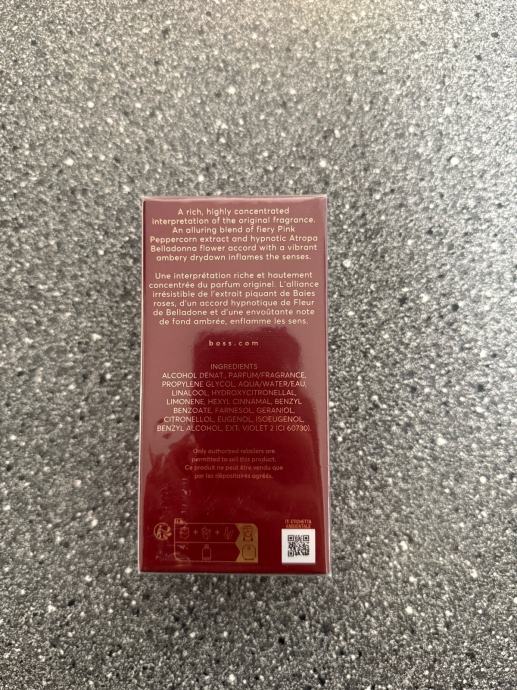 A rich, highly concentrated
interpretation of the original fragrance.
An alluring blend of fiery Pink
Peppercorn extract and hypnotic Atropa
Belladonna flower accord with a vibrant
ambery drydown inflames the senses.
Une interprétation riche et hautement
concentrée du parfum originel. L'alliance
irrésistible de l'extrait piquant de Baies
roses, d'un accord hypnotique de Fleur
de Belladone et d'une envoûtante note
de fond ambrée, enflamme les sens.
boss.com
INGREDIENTS
ALCOHOL DENAT., PARFUM/FRAGRANCE,
PROPYLENE GLYCOL, AQUA/WATER/EAU,
LINALOOL, HYDROXYCITRONELLAL,
LIMONENE, HEXYL CINNAMAL, BENZYL
BENZOATE, FARNESOL, GERANIOL,
CITRONELLOL, EUGENOL, ISOEUGENOL,
BENZYL ALCOHOL, EXT. VIOLET 2 (CI 60730).
Only authorized retailers are
permitted to sell this product.
Ce produit ne peut être vendu que
par les dépositaires agréés.
IT ETICHETTA
AMBIENTALE